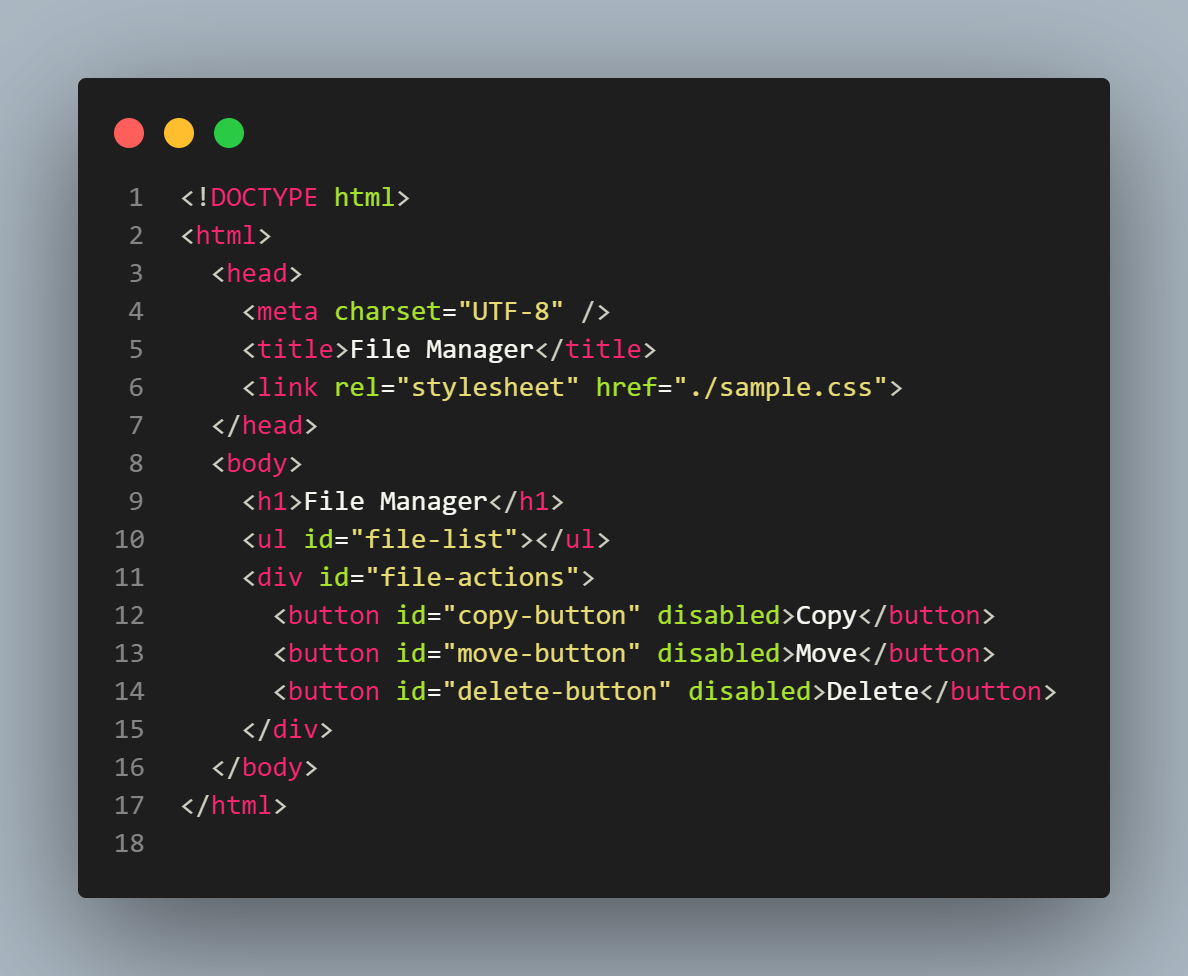 1 <!DOCTYPE html>
2 <html>
3   <head>
4     <meta charset="UTF-8" />
5     <title>File Manager</title>
6     <link rel="stylesheet" href="./sample.css">
7   </head>
8   <body>
9     <h1>File Manager</h1>
10     <ul id="file-list"></ul>
11     <div id="file-actions">
12       <button id="copy-button" disabled>Copy</button>
13       <button id="move-button" disabled>Move</button>
14       <button id="delete-button" disabled>Delete</button>
15     </div>
16   </body>
17 </html>
18